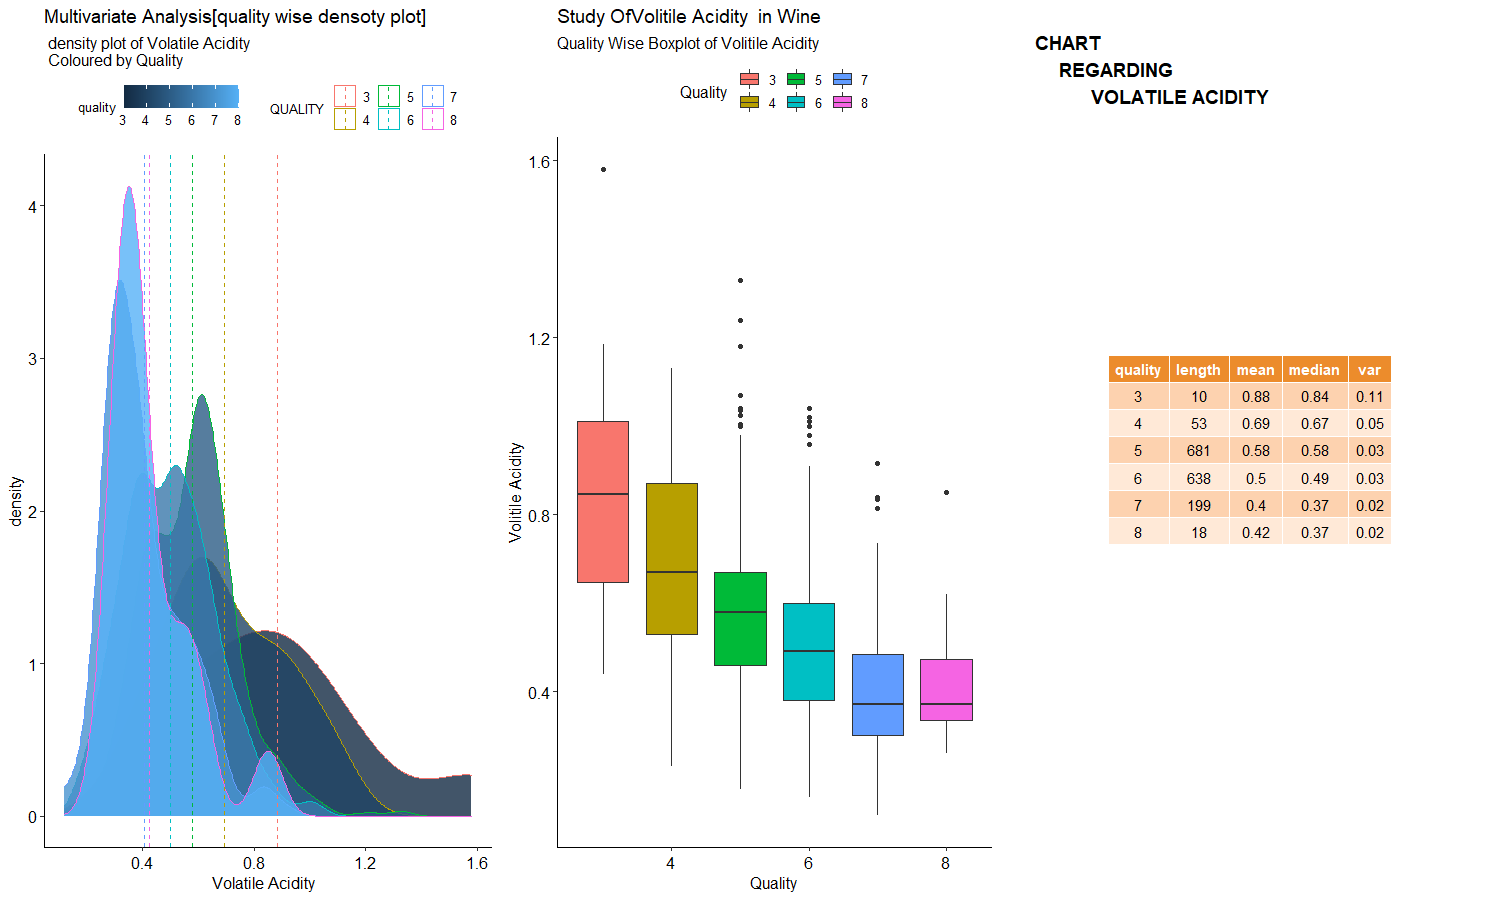 Multivariate Analysis[quality wise densoty plot]
density plot of Volatile Acidity
Coloured by Quality
quality
3 4 5 6 7 8
QUALITY
3 5 7
4 6 8
density
4
3
2
1
0
0.4 0.8 1.2 1.6
Volatile Acidity
Study OfVolitile Acidity in Wine
Quality Wise Boxplot of Volitile Acidity
Quality
3 5 7
4 6 8
Volitile Acidity
1.6
1.2
0.8
0.4
4 6 8
Quality
CHART
REGARDING
VOLATILE ACIDITY
quality length mean median var
3 10 0.88 0.84 0.11
4 53 0.69 0.67 0.05
5 681 0.58 0.58 0.03
6 638 0.5 0.49 0.03
7 199 0.4 0.37 0.02
8 18 0.42 0.37 0.02